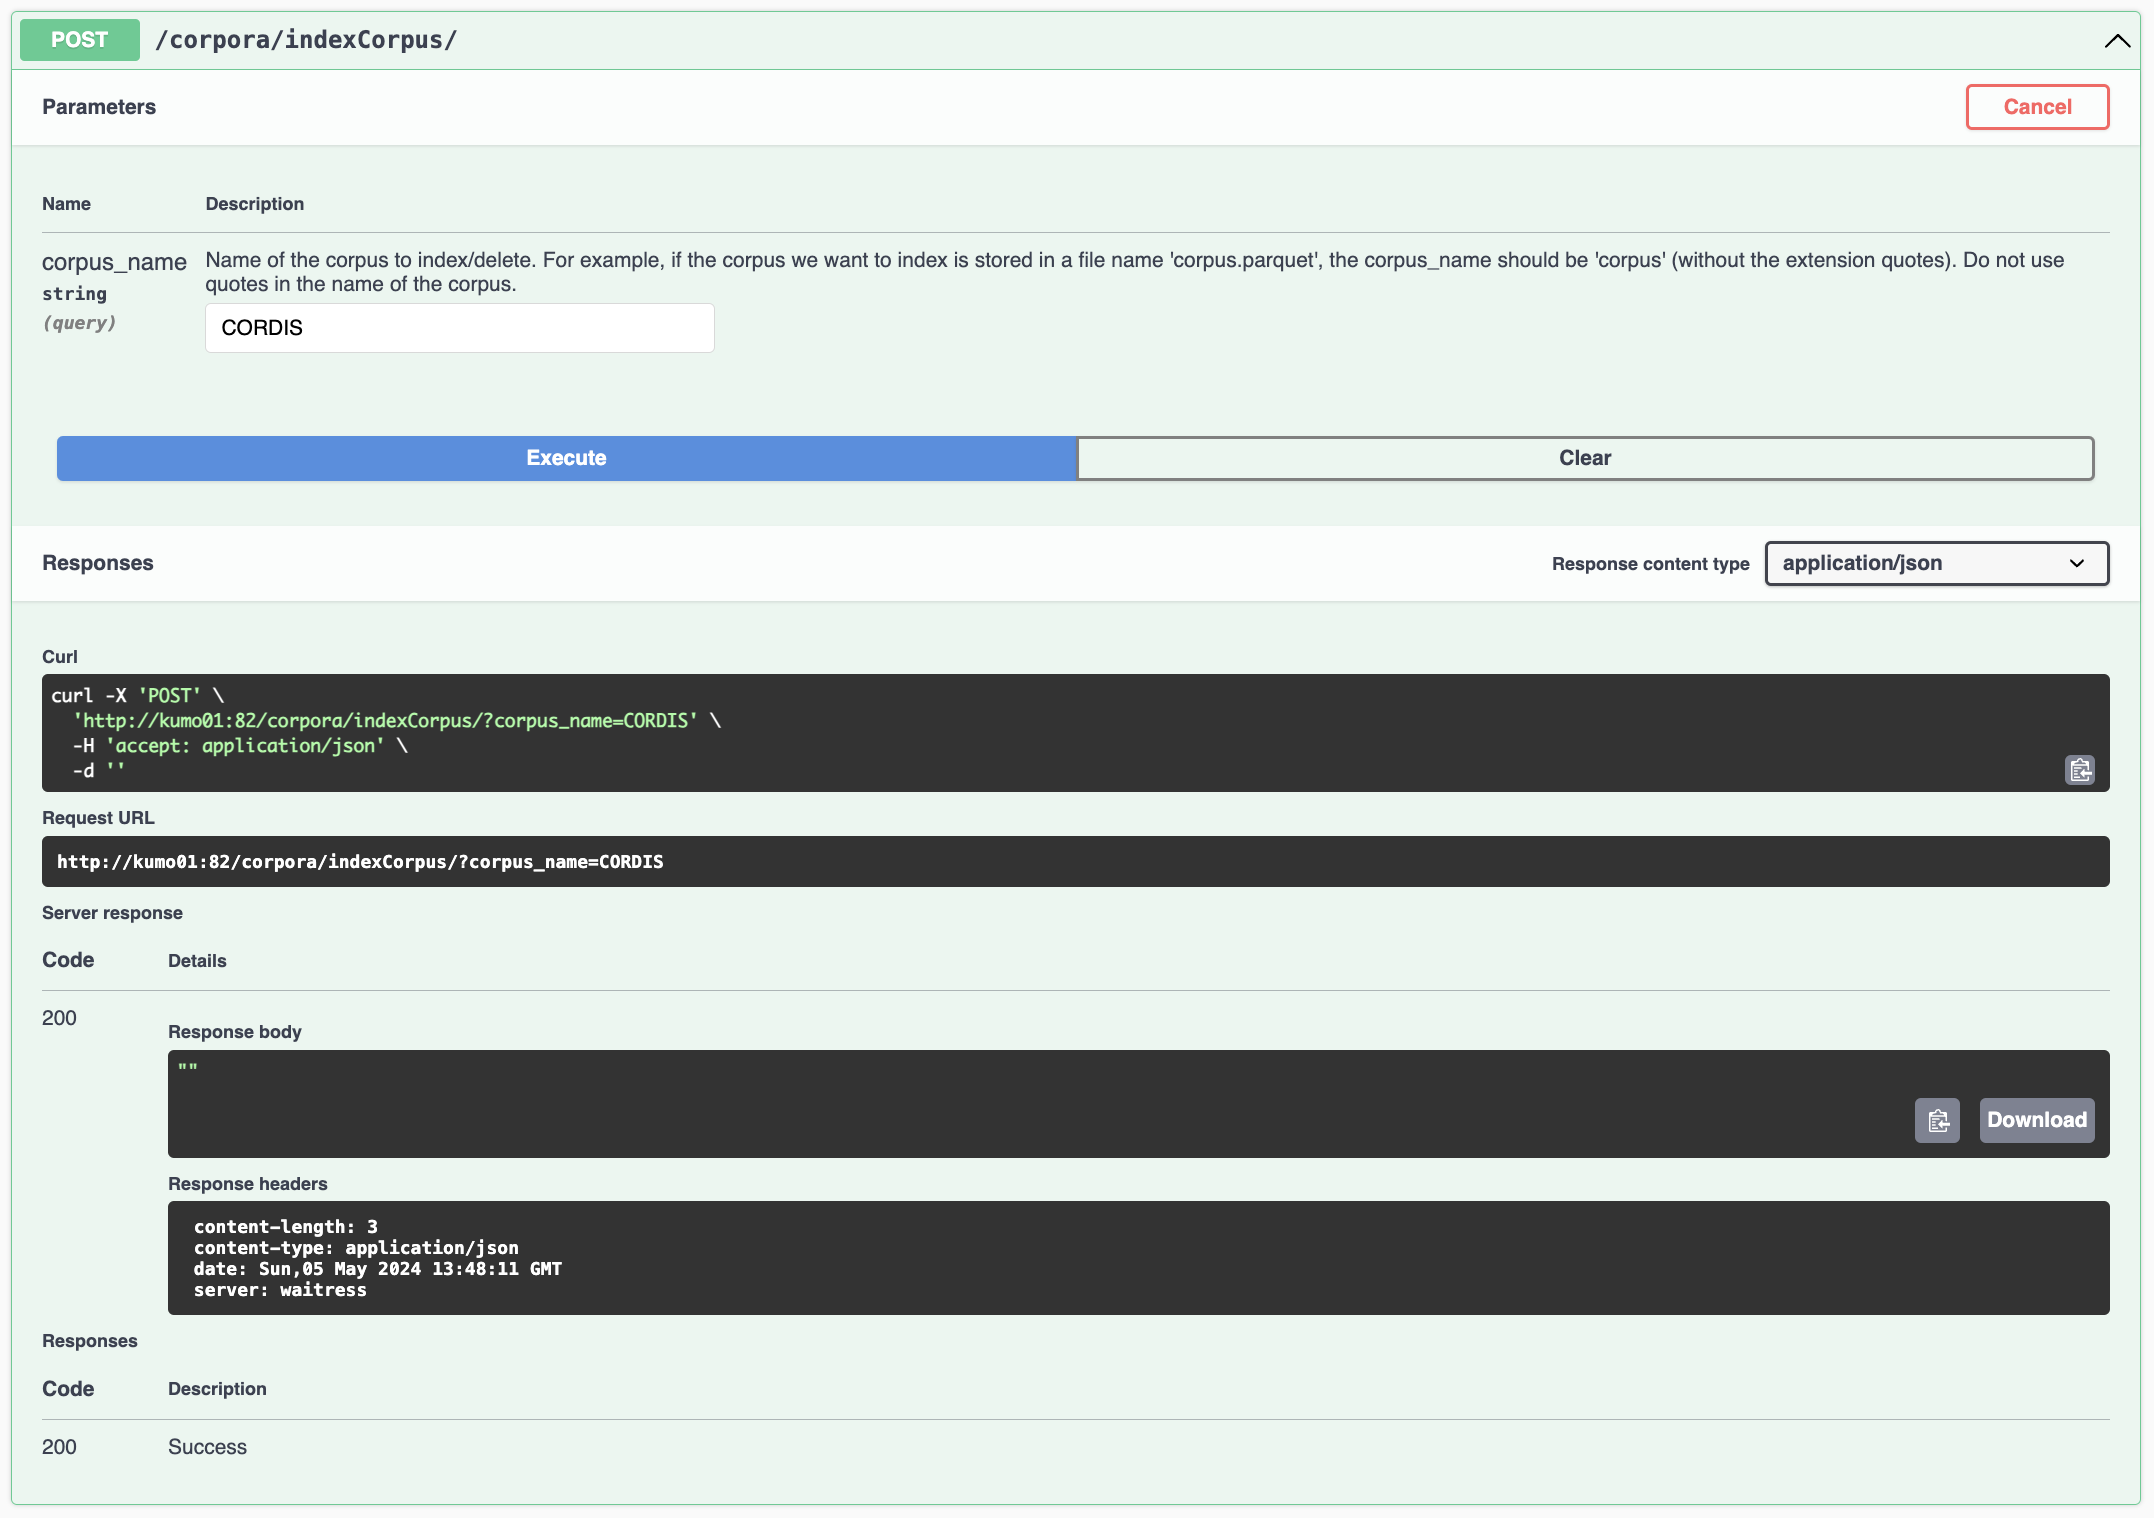 POST /corpora/indexCorpus/
Parameters
Cancel
Name Description
corpus_name
string
(query)
Name of the corpus to index/delete. For example, if the corpus we want to index is stored in a file name 'corpus.parquet', the corpus_name should be 'corpus' (without the extension quotes). Do not use
quotes in the name of the corpus.
CORDIS
Execute
Clear
Responses
Response content type
application/json
Curl
curl -X 'POST' \
'http://kumo01:82/corpora/indexCorpus/?corpus_name=CORDIS' \
-H 'accept: application/json' \
-d ''
Request URL
http://kumo01:82/corpora/indexCorpus/?corpus_name=CORDIS
Server response
Code Details
200
Response body
""
Download
Response headers
content-length: 3
content-type: application/json
date: Sun,05 May 2024 13:48:11 GMT
server: waitress
Responses
Code Description
200 Success